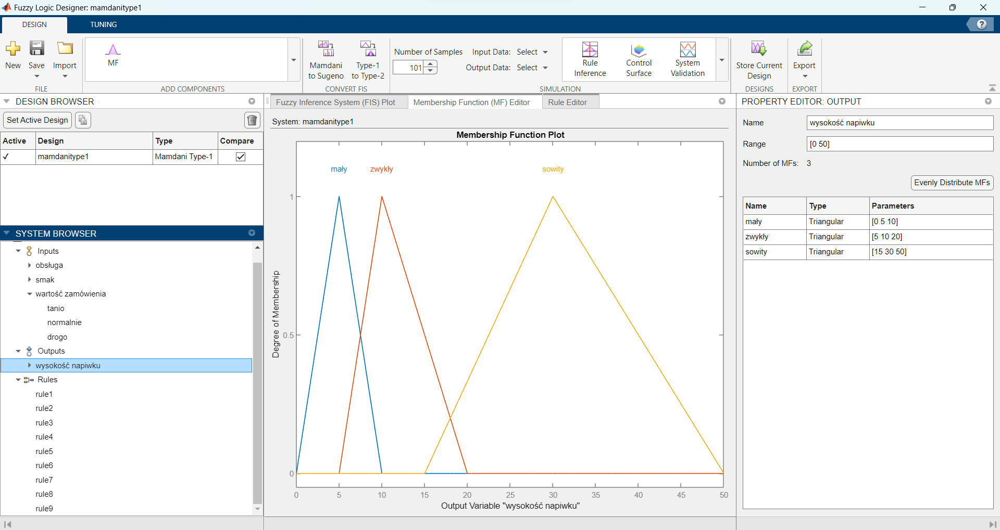 Fuzzy Logic Designer: mamdanitype1
DESIGN
TUNING
New
Save
Import
FILE
MF
ADD COMPONENTS
Mamdani
to Sugeno
Type-1
to Type-2
CONVERT FIS
Number of Samples
101
Input Data: Select
Output Data: Select
Rule
Inference
Control
Surface
System
Validation
SIMULATION
Store Current
Design
DESIGNS
Export
EXPORT
DESIGN BROWSER
Set Active Design
Active Design Type Compare
mamdanitype1 Mamdani Type-1
SYSTEM BROWSER
Inputs
obsługa
smak
wartość zamówienia
tanio
normalnie
drogo
Outputs
wysokość napiwku
Rules
rule1
rule2
rule3
rule4
rule5
rule6
rule7
rule8
rule9
Fuzzy Inference System (FIS) Plot
Membership Function (MF) Editor
Rule Editor
System: mamdanitype1
Membership Function Plot
mały zwykły sowity
1
0.5
0
Degree of Membership
0 5 10 15 20 25 30 35 40 45 50
Output Variable "wysokość napiwku"
PROPERTY EDITOR: OUTPUT
Name wysokość napiwku
Range [0 50]
Number of MFs: 3
Evenly Distribute MFs
Name Type Parameters
mały Triangular [0 5 10]
zwykły Triangular [5 10 20]
sowity Triangular [15 30 50]